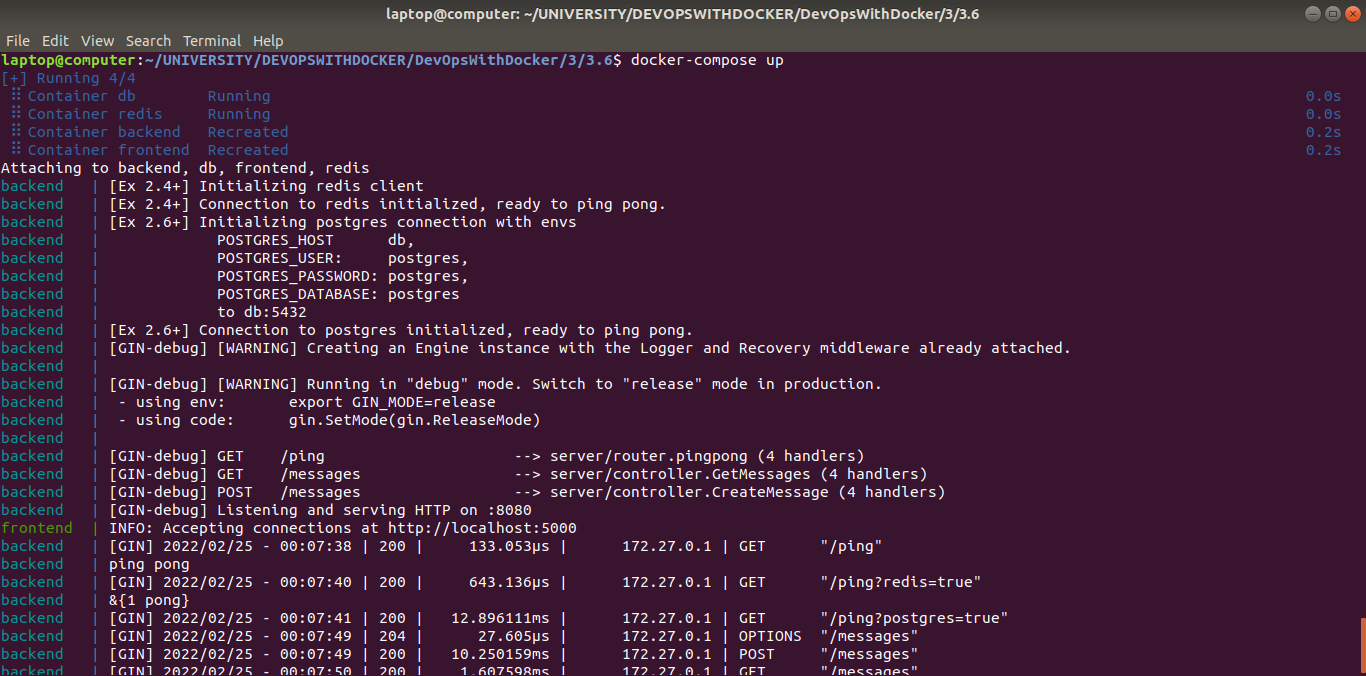 laptop@computer: ~/UNIVERSITY/DEVOPSWITHDOCKER/DevOpsWithDocker/3/3.6
File Edit View Search Terminal Help
laptop@computer:~/UNIVERSITY/DEVOPSWITHDOCKER/DevOpsWithDocker/3/3.6$ docker-compose up
[+] Running 4/4
 ⠿ Container db        Running        0.0s
 ⠿ Container redis     Running        0.0s
 ⠿ Container backend   Recreated      0.2s
 ⠿ Container frontend  Recreated      0.2s
Attaching to backend, db, frontend, redis
backend   | [Ex 2.4+] Initializing redis client
backend   | [Ex 2.4+] Connection to redis initialized, ready to ping pong.
backend   | [Ex 2.6+] Initializing postgres connection with envs
backend   |             POSTGRES_HOST      db,
backend   |             POSTGRES_USER:     postgres,
backend   |             POSTGRES_PASSWORD: postgres,
backend   |             POSTGRES_DATABASE: postgres
backend   |             to db:5432
backend   | [Ex 2.6+] Connection to postgres initialized, ready to ping pong.
backend   | [GIN-debug] [WARNING] Creating an Engine instance with the Logger and Recovery middleware already attached.
backend   |
backend   | [GIN-debug] [WARNING] Running in "debug" mode. Switch to "release" mode in production.
backend   |  - using env:       export GIN_MODE=release
backend   |  - using code:      gin.SetMode(gin.ReleaseMode)
backend   |
backend   | [GIN-debug] GET    /ping                     --> server/router.pingpong (4 handlers)
backend   | [GIN-debug] GET    /messages                 --> server/controller.GetMessages (4 handlers)
backend   | [GIN-debug] POST   /messages                 --> server/controller.CreateMessage (4 handlers)
backend   | [GIN-debug] Listening and serving HTTP on :8080
frontend  | INFO: Accepting connections at http://localhost:5000
backend   | [GIN] 2022/02/25 - 00:07:38 | 200 |     133.053µs |      172.27.0.1 | GET      "/ping"
backend   | ping pong
backend   | [GIN] 2022/02/25 - 00:07:40 | 200 |     643.136µs |      172.27.0.1 | GET      "/ping?redis=true"
backend   | &{1 pong}
backend   | [GIN] 2022/02/25 - 00:07:41 | 200 |   12.896111ms |      172.27.0.1 | GET      "/ping?postgres=true"
backend   | [GIN] 2022/02/25 - 00:07:49 | 204 |      27.605µs |      172.27.0.1 | OPTIONS  "/messages"
backend   | [GIN] 2022/02/25 - 00:07:49 | 200 |   10.250159ms |      172.27.0.1 | POST     "/messages"
backend   | [GIN] 2022/02/25 - 00:07:50 | 200 |    1.607598ms |      172.27.0.1 | GET      "/messages"